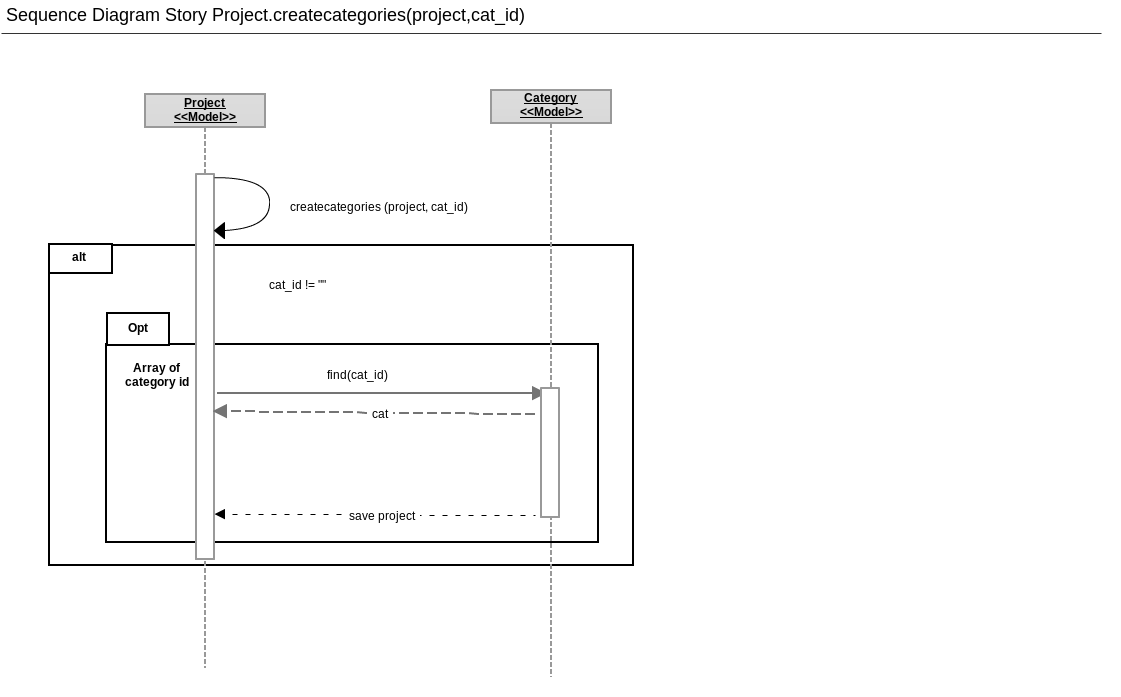 Sequence Diagram Story Project.createcategories(project,cat_id)
Project
<<Model>>
Category
<<Model>>
createcategories (project, cat_id)
alt
cat_id != ""
Opt
Array of
category id
find(cat_id)
cat
save project